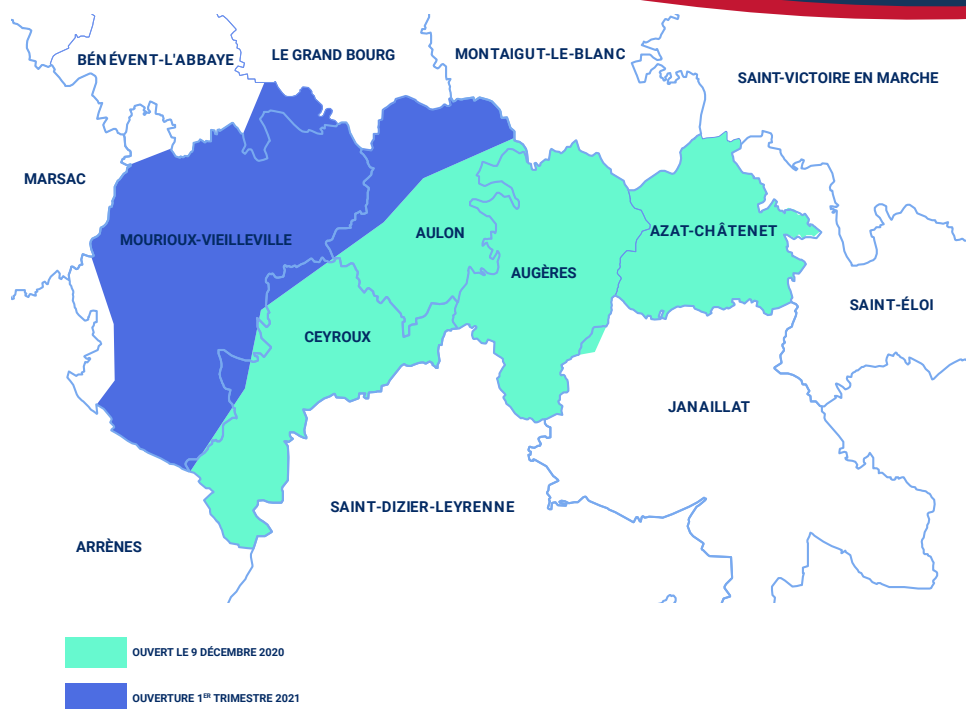 BÉNÉVENT-L'ABBAYE
LE GRAND BOURG
MONTAIGUT-LE-BLANC
SAINT-VICTOIRE EN MARCHE
MARSAC
MOURIOUX-VIEILLEVILLE
AULON
AZAT-CHÂTENET
AUGÈRES
SAINT-ÉLOI
CEYROUX
JANAILLAT
SAINT-DIZIER-LEYRENNE
ARRÈNES
OUVERT LE 9 DÉCEMBRE 2020
OUVERTURE 1ER TRIMESTRE 2021